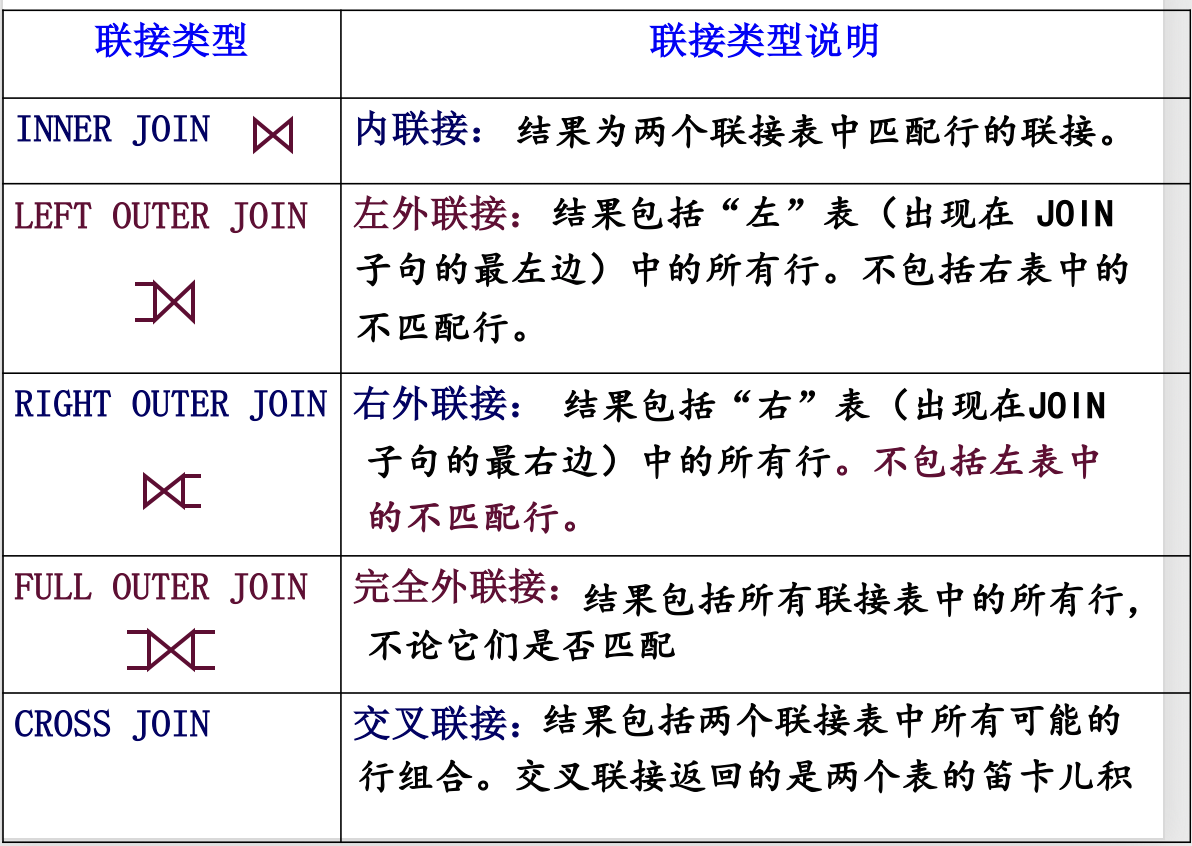 联接类型
联接类型说明
INNER JOIN ⋈
内联接： 结果为两个联接表中匹配行的联接。
LEFT OUTER JOIN
⟕
左外联接：结果包括“左”表（出现在 JOIN
子句的最左边）中的所有行。不包括右表中的
不匹配行。
RIGHT OUTER JOIN
⟖
右外联接： 结果包括“右”表（出现在JOIN
子句的最右边）中的所有行。不包括左表中
的不匹配行。
FULL OUTER JOIN
⟗
完全外联接：结果包括所有联接表中的所有行，
不论它们是否匹配
CROSS JOIN
交叉联接：结果包括两个联接表中所有可能的
行组合。交叉联接返回的是两个表的笛卡儿积